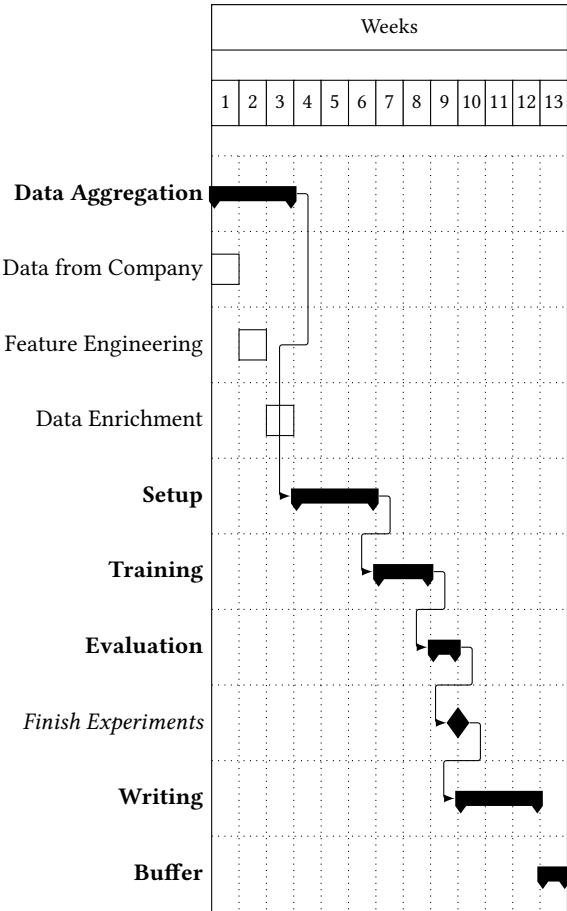 Weeks
1 2 3 4 5 6 7 8 9 10 11 12 13
Data Aggregation
Data from Company
Feature Engineering
Data Enrichment
Setup
Training
Evaluation
Finish Experiments
Writing
Buffer